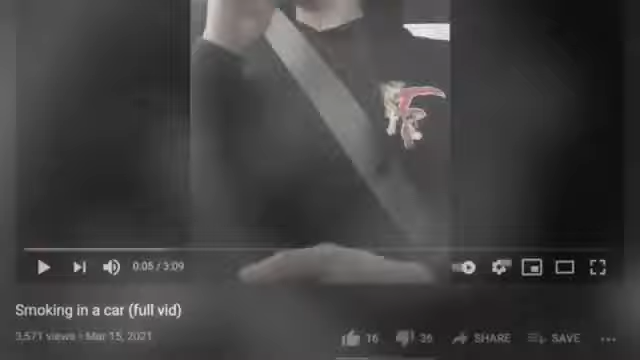 0:05 / 3:09
Smoking in a car (full vid)
3,571 views • Mar 15, 2021
16
36
SHARE
SAVE